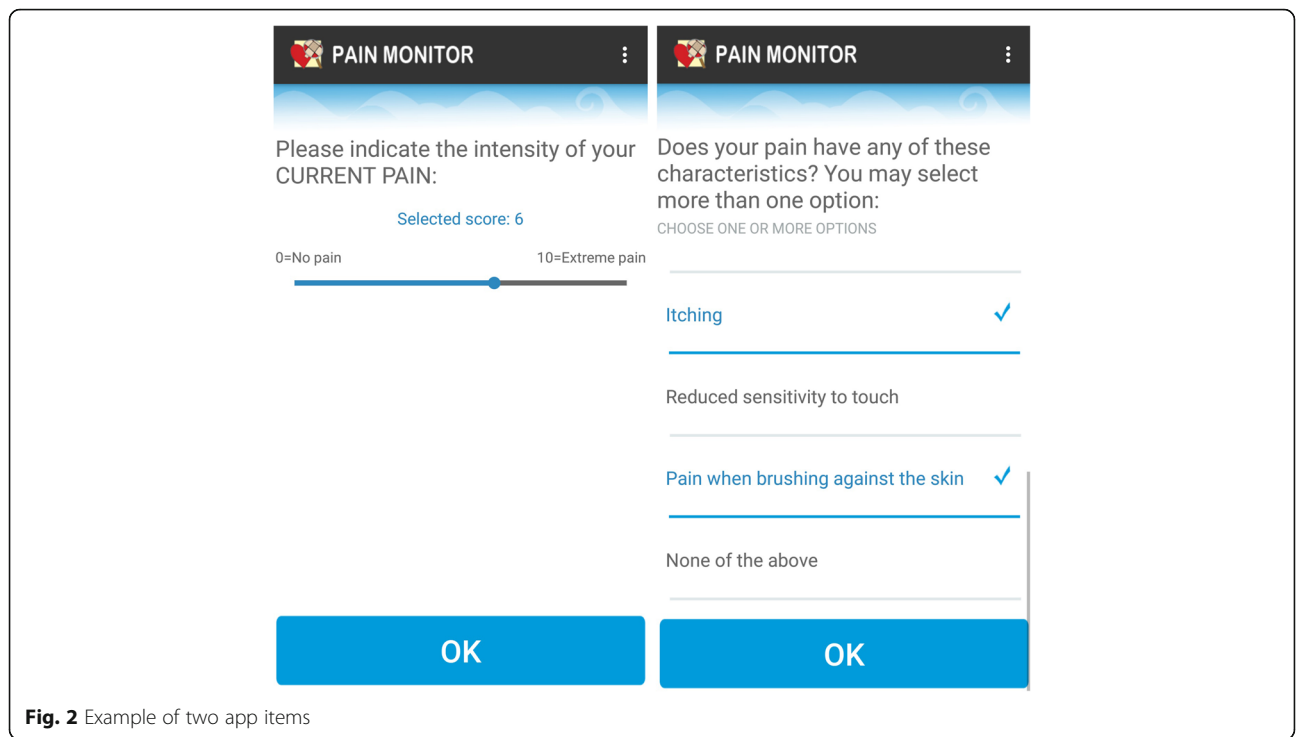 PAIN MONITOR
Please indicate the intensity of your
CURRENT PAIN:
Selected score: 6
0=No pain
10=Extreme pain
OK
PAIN MONITOR
Does your pain have any of these
characteristics? You may select
more than one option:
CHOOSE ONE OR MORE OPTIONS
Itching
Reduced sensitivity to touch
Pain when brushing against the skin
None of the above
OK
Fig. 2 Example of two app items